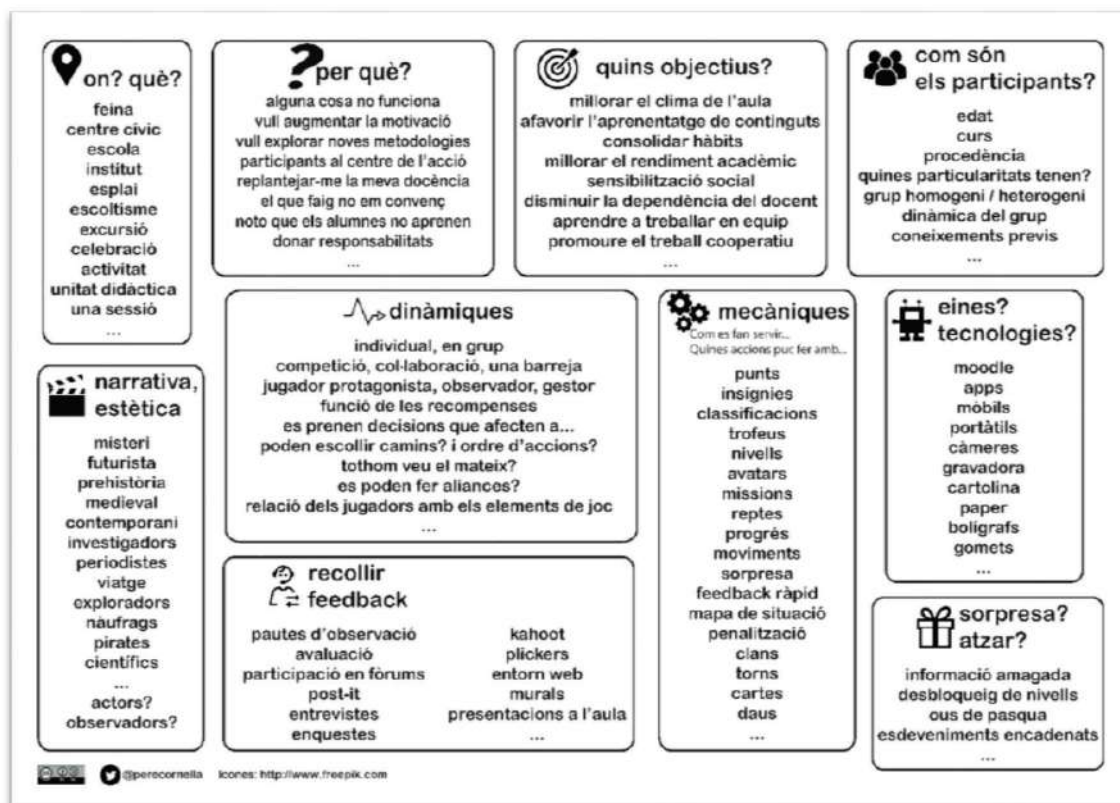 on? què?
feina
centre cívic
escola
institut
esplai
escoltisme
excursió
celebració
activitat
unitat didàctica
una sessió
...
per què?
alguna cosa no funciona
vull augmentar la motivació
vull explorar noves metodologies
participants al centre de l'acció
replantejar-me la meva docència
el que faig no em convenç
noto que els alumnes no aprenen
donar responsabilitats
...
quins objectius?
millorar el clima de l'aula
afavorir l'aprenentatge de continguts
consolidar hàbits
millorar el rendiment acadèmic
sensibilització social
disminuir la dependència del docent
aprendre a treballar en equip
promoure el treball cooperatiu
...
com són
els participants?
edat
curs
procedència
quines particularitats tenen?
grup homogeni / heterogeni
dinàmica del grup
coneixements previs
...
narrativa,
estètica
misteri
futurista
prehistòria
medieval
contemporani
investigadors
periodistes
viatge
exploradors
nàufrags
pirates
científics
...
actors?
observadors?
dinàmiques
individual, en grup
competició, col·laboració, una barreja
jugador protagonista, observador, gestor
funció de les recompenses
es prenen decisions que afecten a...
poden escollir camins? i ordre d'accions?
tothom veu el mateix?
es poden fer aliances?
relació dels jugadors amb els elements de joc
...
recollir
feedback
pautes d'observació
avaluació
participació en fòrums
post-it
entrevistes
enquestes
kahoot
plickers
entorn web
murals
presentacions a l'aula
...
mecàniques
Com es fan servir...
Quines accions puc fer amb...
punts
insígnies
classificacions
trofeus
nivells
avatars
missions
reptes
progrés
moviments
sorpresa
feedback ràpid
mapa de situació
penalització
clans
torns
cartes
daus
...
eines?
tecnologies?
moodle
apps
mòbils
portàtils
càmeres
gravadora
cartolina
paper
bolígrafs
gomets
...
sorpresa?
atzar?
informació amagada
desbloqueig de nivells
ous de pasqua
esdeveniments encadenats
...
@perecornella Icones: http://www.freepik.com